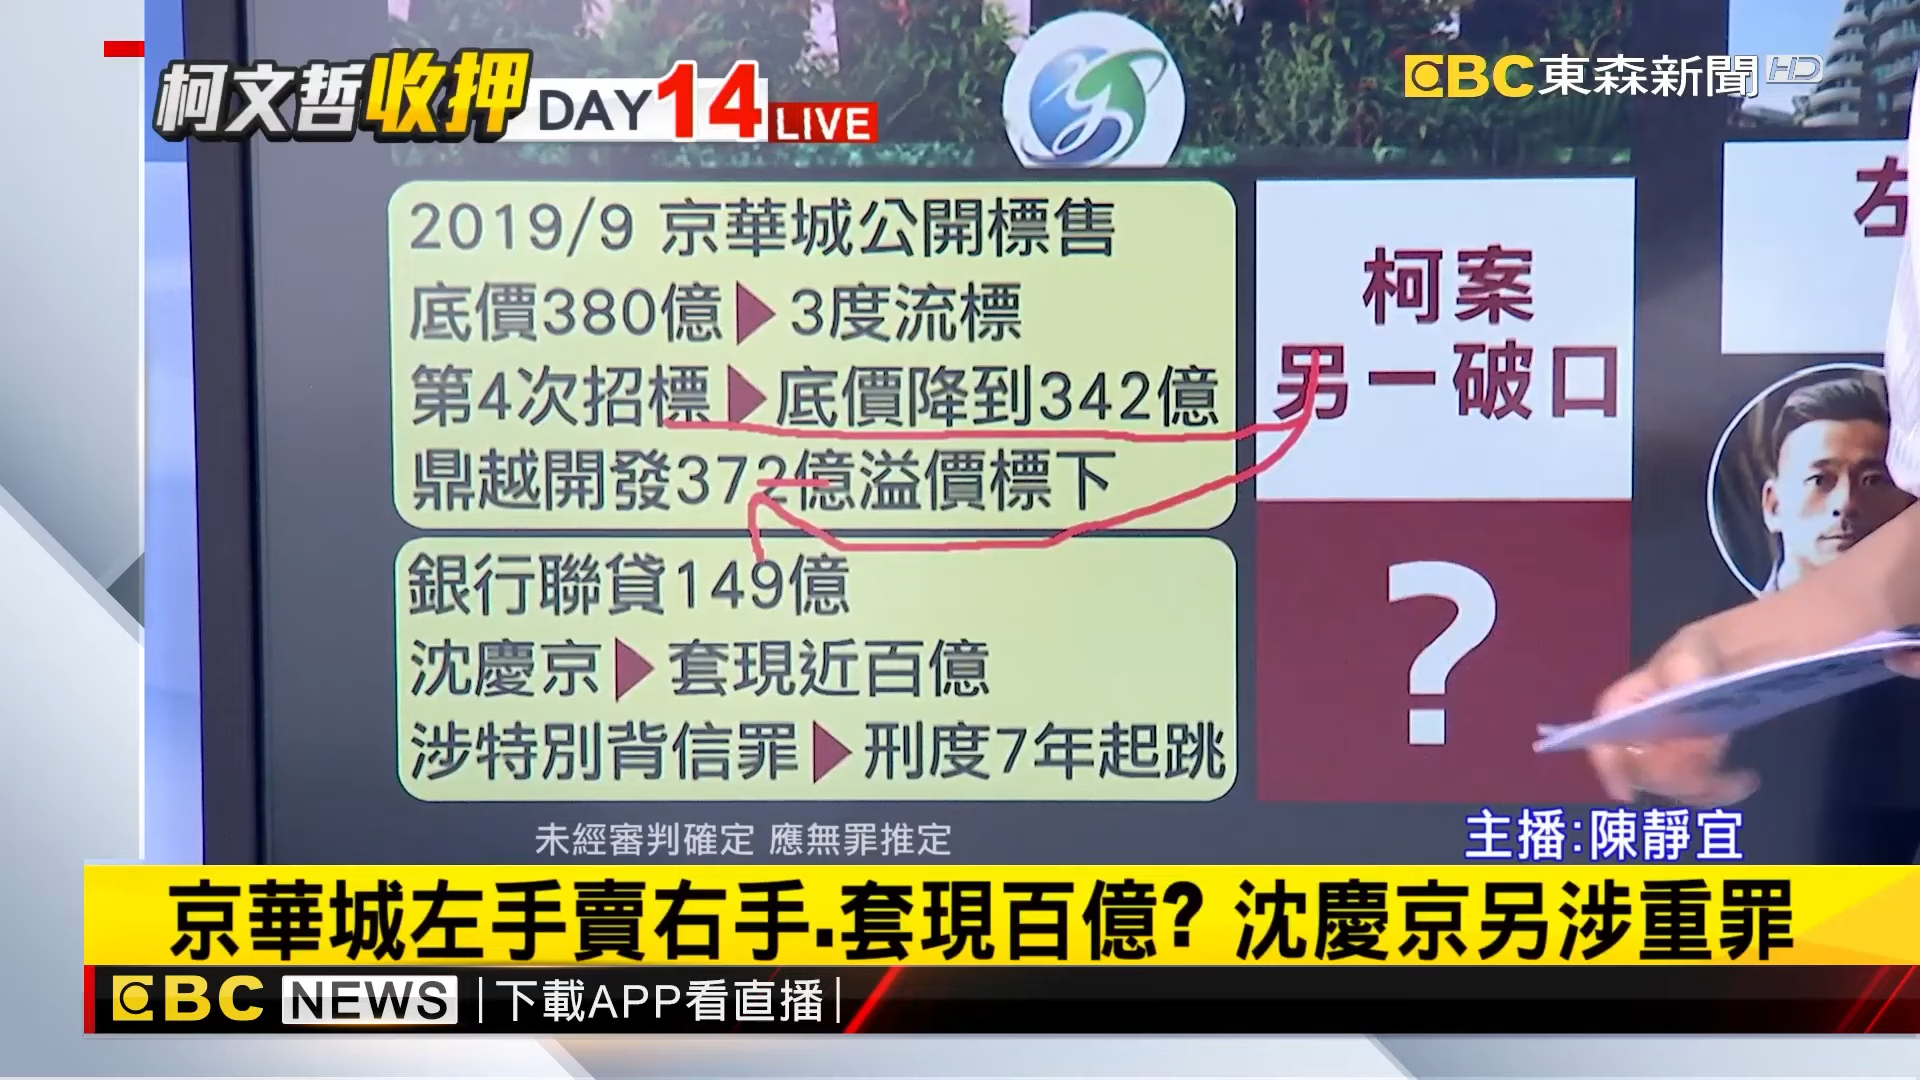 柯文哲收押 DAY 14 LIVE
EBC 東森新聞 HD
2019/9 京華城公開標售
底價380億▶3度流標
第4次招標▶底價降到342億
鼎越開發372億溢價標下
銀行聯貸149億
沈慶京▶套現近百億
涉特別背信罪▶刑度7年起跳
柯案
另一破口
?
左
未經審判確定 應無罪推定
主播:陳靜宜
京華城左手賣右手.套現百億? 沈慶京另涉重罪
EBC NEWS |下載APP看直播|